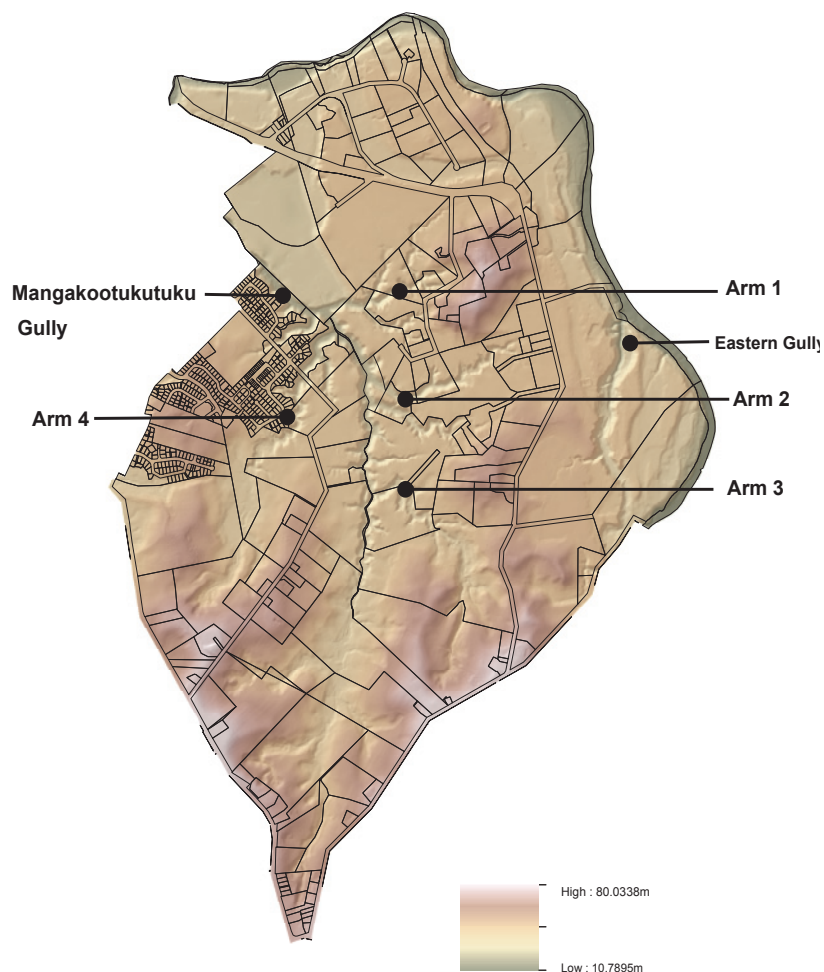 Mangakootukutuku
Gully
Arm 1
Eastern Gully
Arm 2
Arm 4
Arm 3
High : 80.0338m
Low : 10.7895m